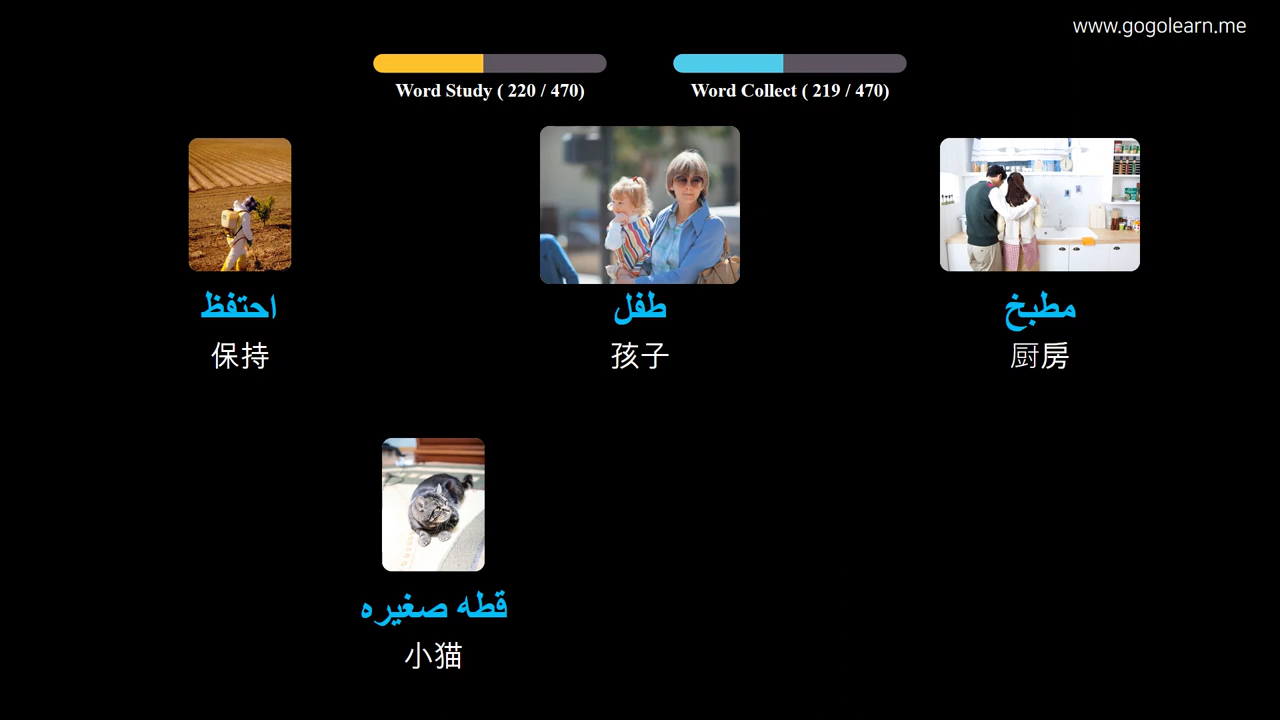 www.gogolearn.me
Word Study ( 220 / 470)
Word Collect ( 219 / 470)
احتفظ
保持
طفل
孩子
مطبخ
厨房
قطه صغيره
小猫